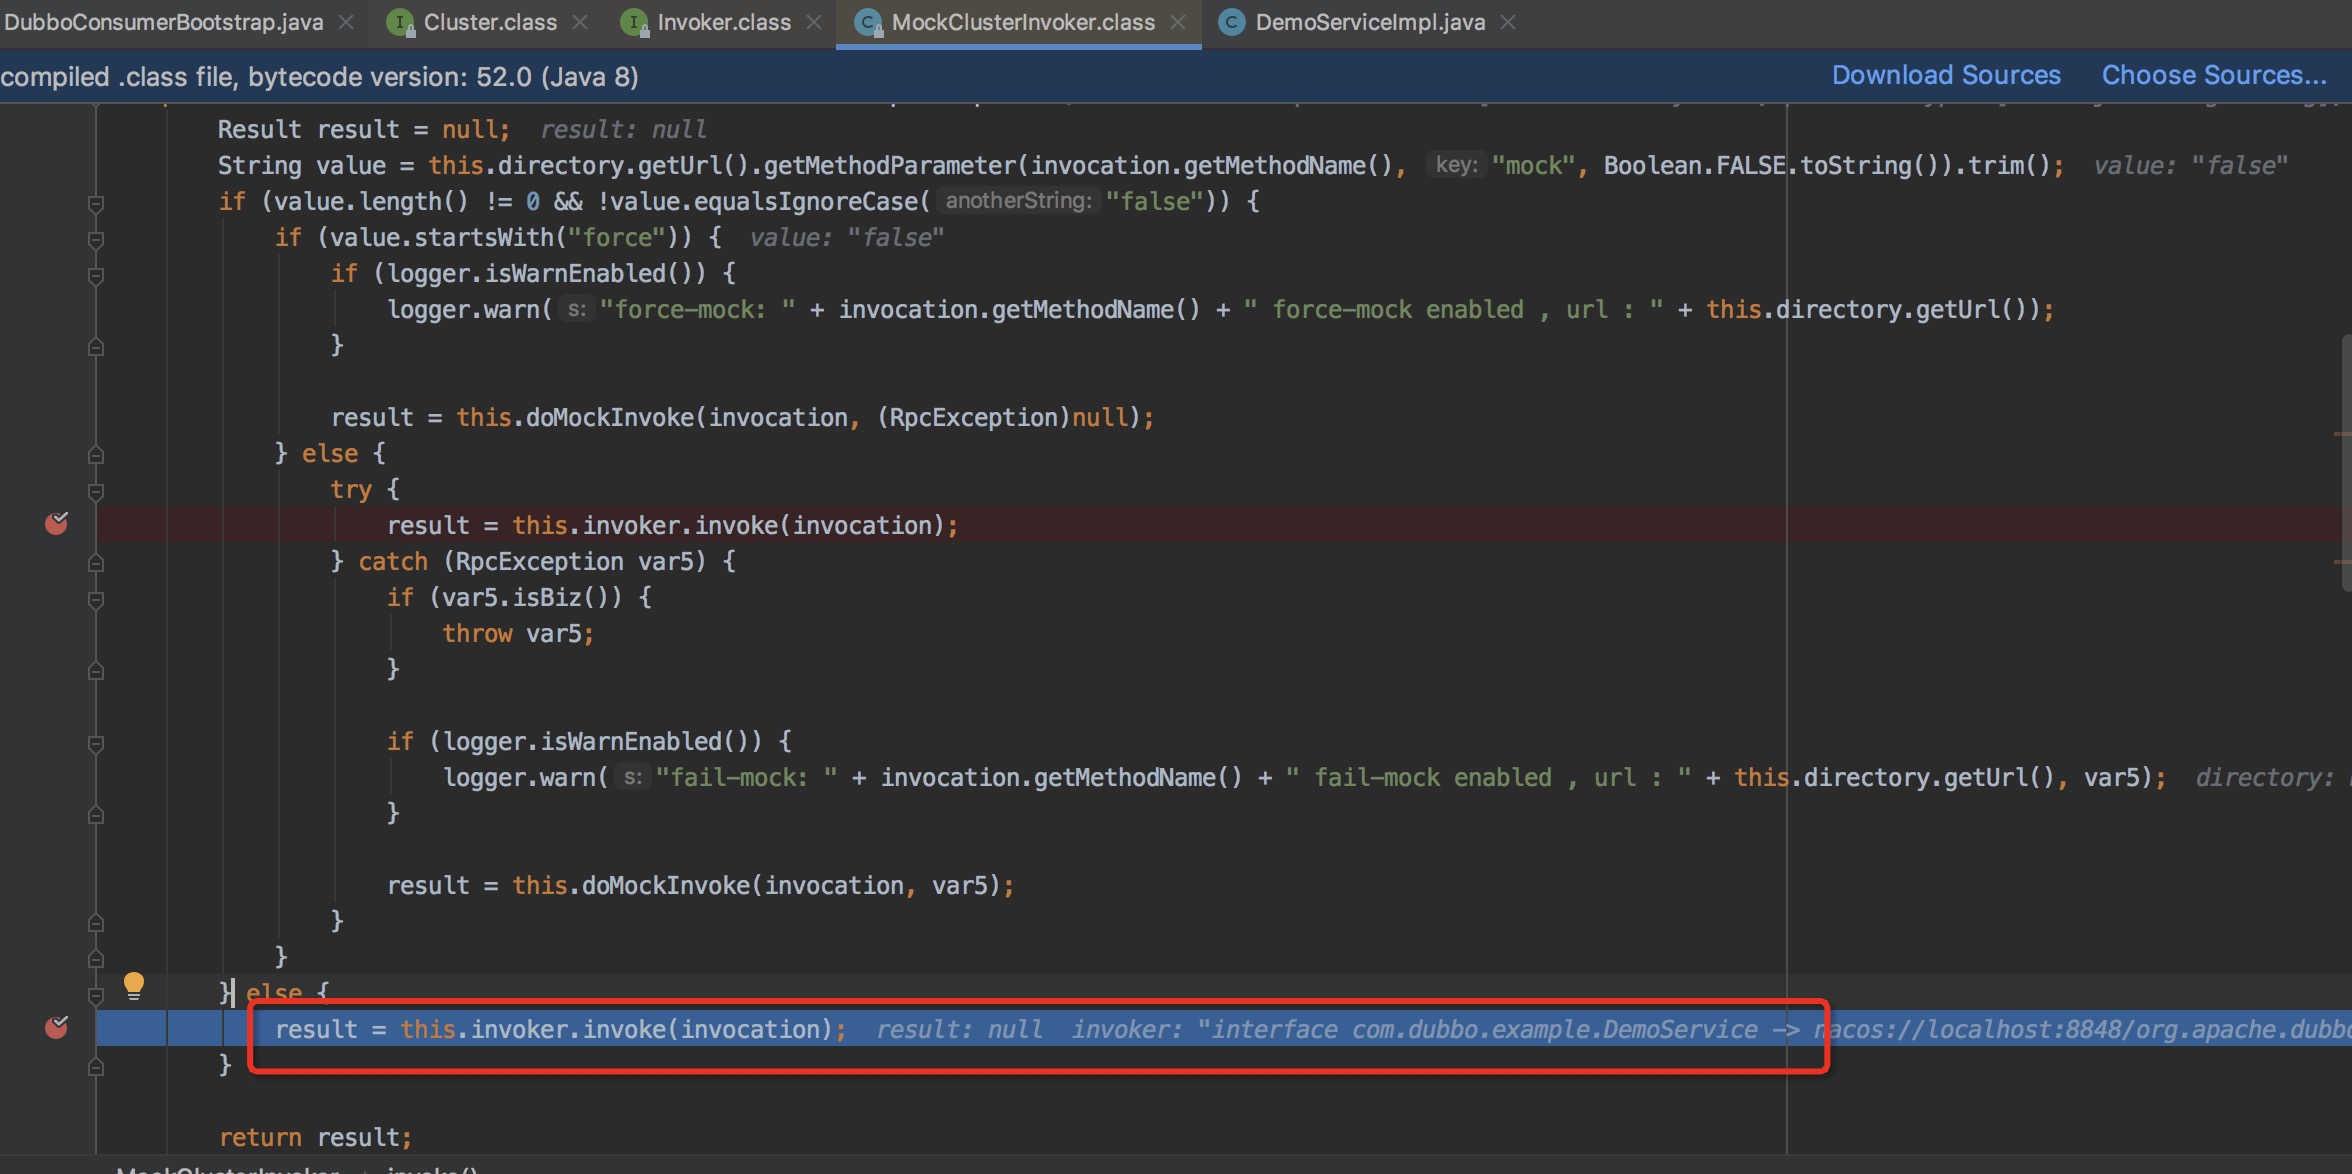 DubboConsumerBootstrap.java Cluster.class Invoker.class MockClusterInvoker.class DemoServiceImpl.java
compiled .class file, bytecode version: 52.0 (Java 8) Download Sources Choose Sources...
Result result = null; result: null
String value = this.directory.getUrl().getMethodParameter(invocation.getMethodName(), key: "mock", Boolean.FALSE.toString()).trim(); value: "false"
if (value.length() != 0 && !value.equalsIgnoreCase( anotherString: "false")) {
if (value.startsWith("force")) { value: "false"
if (logger.isWarnEnabled()) {
logger.warn( s: "force-mock: " + invocation.getMethodName() + " force-mock enabled , url : " + this.directory.getUrl());
}
result = this.doMockInvoke(invocation, (RpcException)null);
} else {
try {
result = this.invoker.invoke(invocation);
} catch (RpcException var5) {
if (var5.isBiz()) {
throw var5;
}
if (logger.isWarnEnabled()) {
logger.warn( s: "fail-mock: " + invocation.getMethodName() + " fail-mock enabled , url : " + this.directory.getUrl(), var5); directory:
}
result = this.doMockInvoke(invocation, var5);
}
}
} else {
result = this.invoker.invoke(invocation); result: null invoker: "interface com.dubbo.example.DemoService -> nacos://localhost:8848/org.apache.dubbo
}
return result;
MockClusterInvoker invoke()